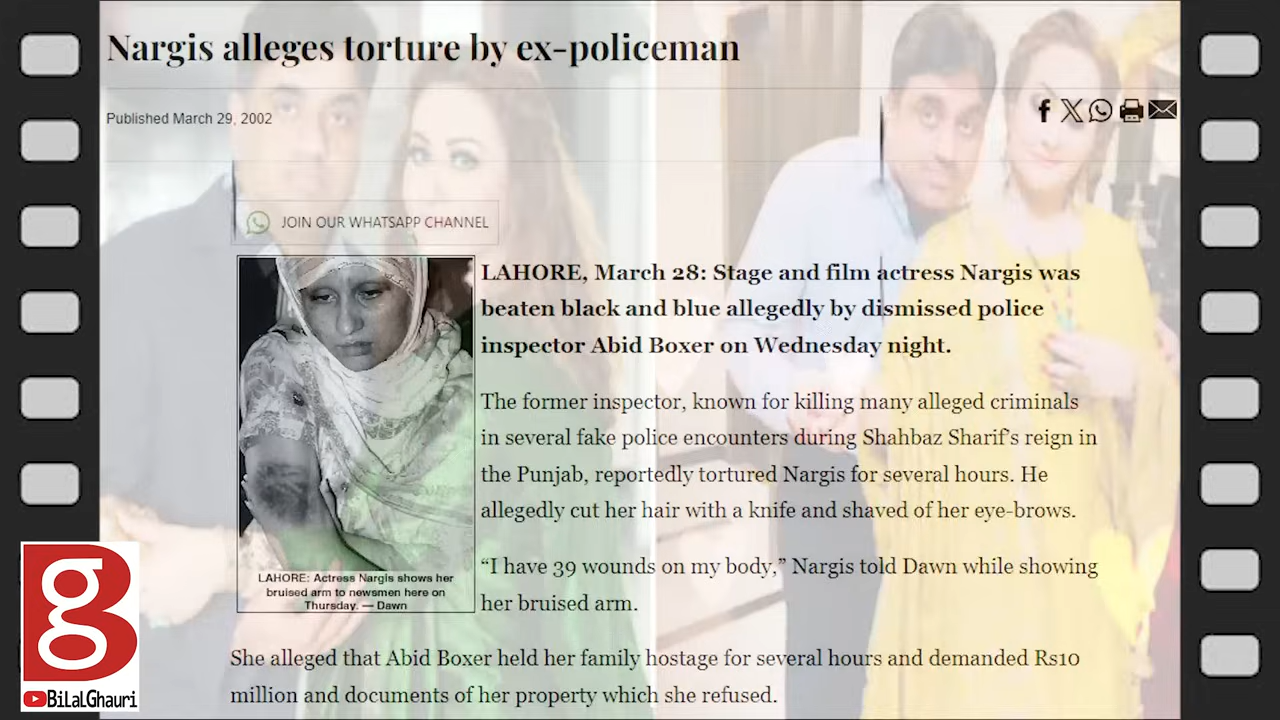 Nargis alleges torture by ex-policeman
Published March 29, 2002
JOIN OUR WHATSAPP CHANNEL
LAHORE, March 28: Stage and film actress Nargis was
beaten black and blue allegedly by dismissed police
inspector Abid Boxer on Wednesday night.
The former inspector, known for killing many alleged criminals
in several fake police encounters during Shahbaz Sharif’s reign in
the Punjab, reportedly tortured Nargis for several hours. He
allegedly cut her hair with a knife and shaved of her eye-brows.
“I have 39 wounds on my body,” Nargis told Dawn while showing
her bruised arm.
LAHORE: Actress Nargis shows her
bruised arm to newsmen here on
Thursday. — Dawn
She alleged that Abid Boxer held her family hostage for several hours and demanded Rs10
million and documents of her property which she refused.
g
BiLalGhauri